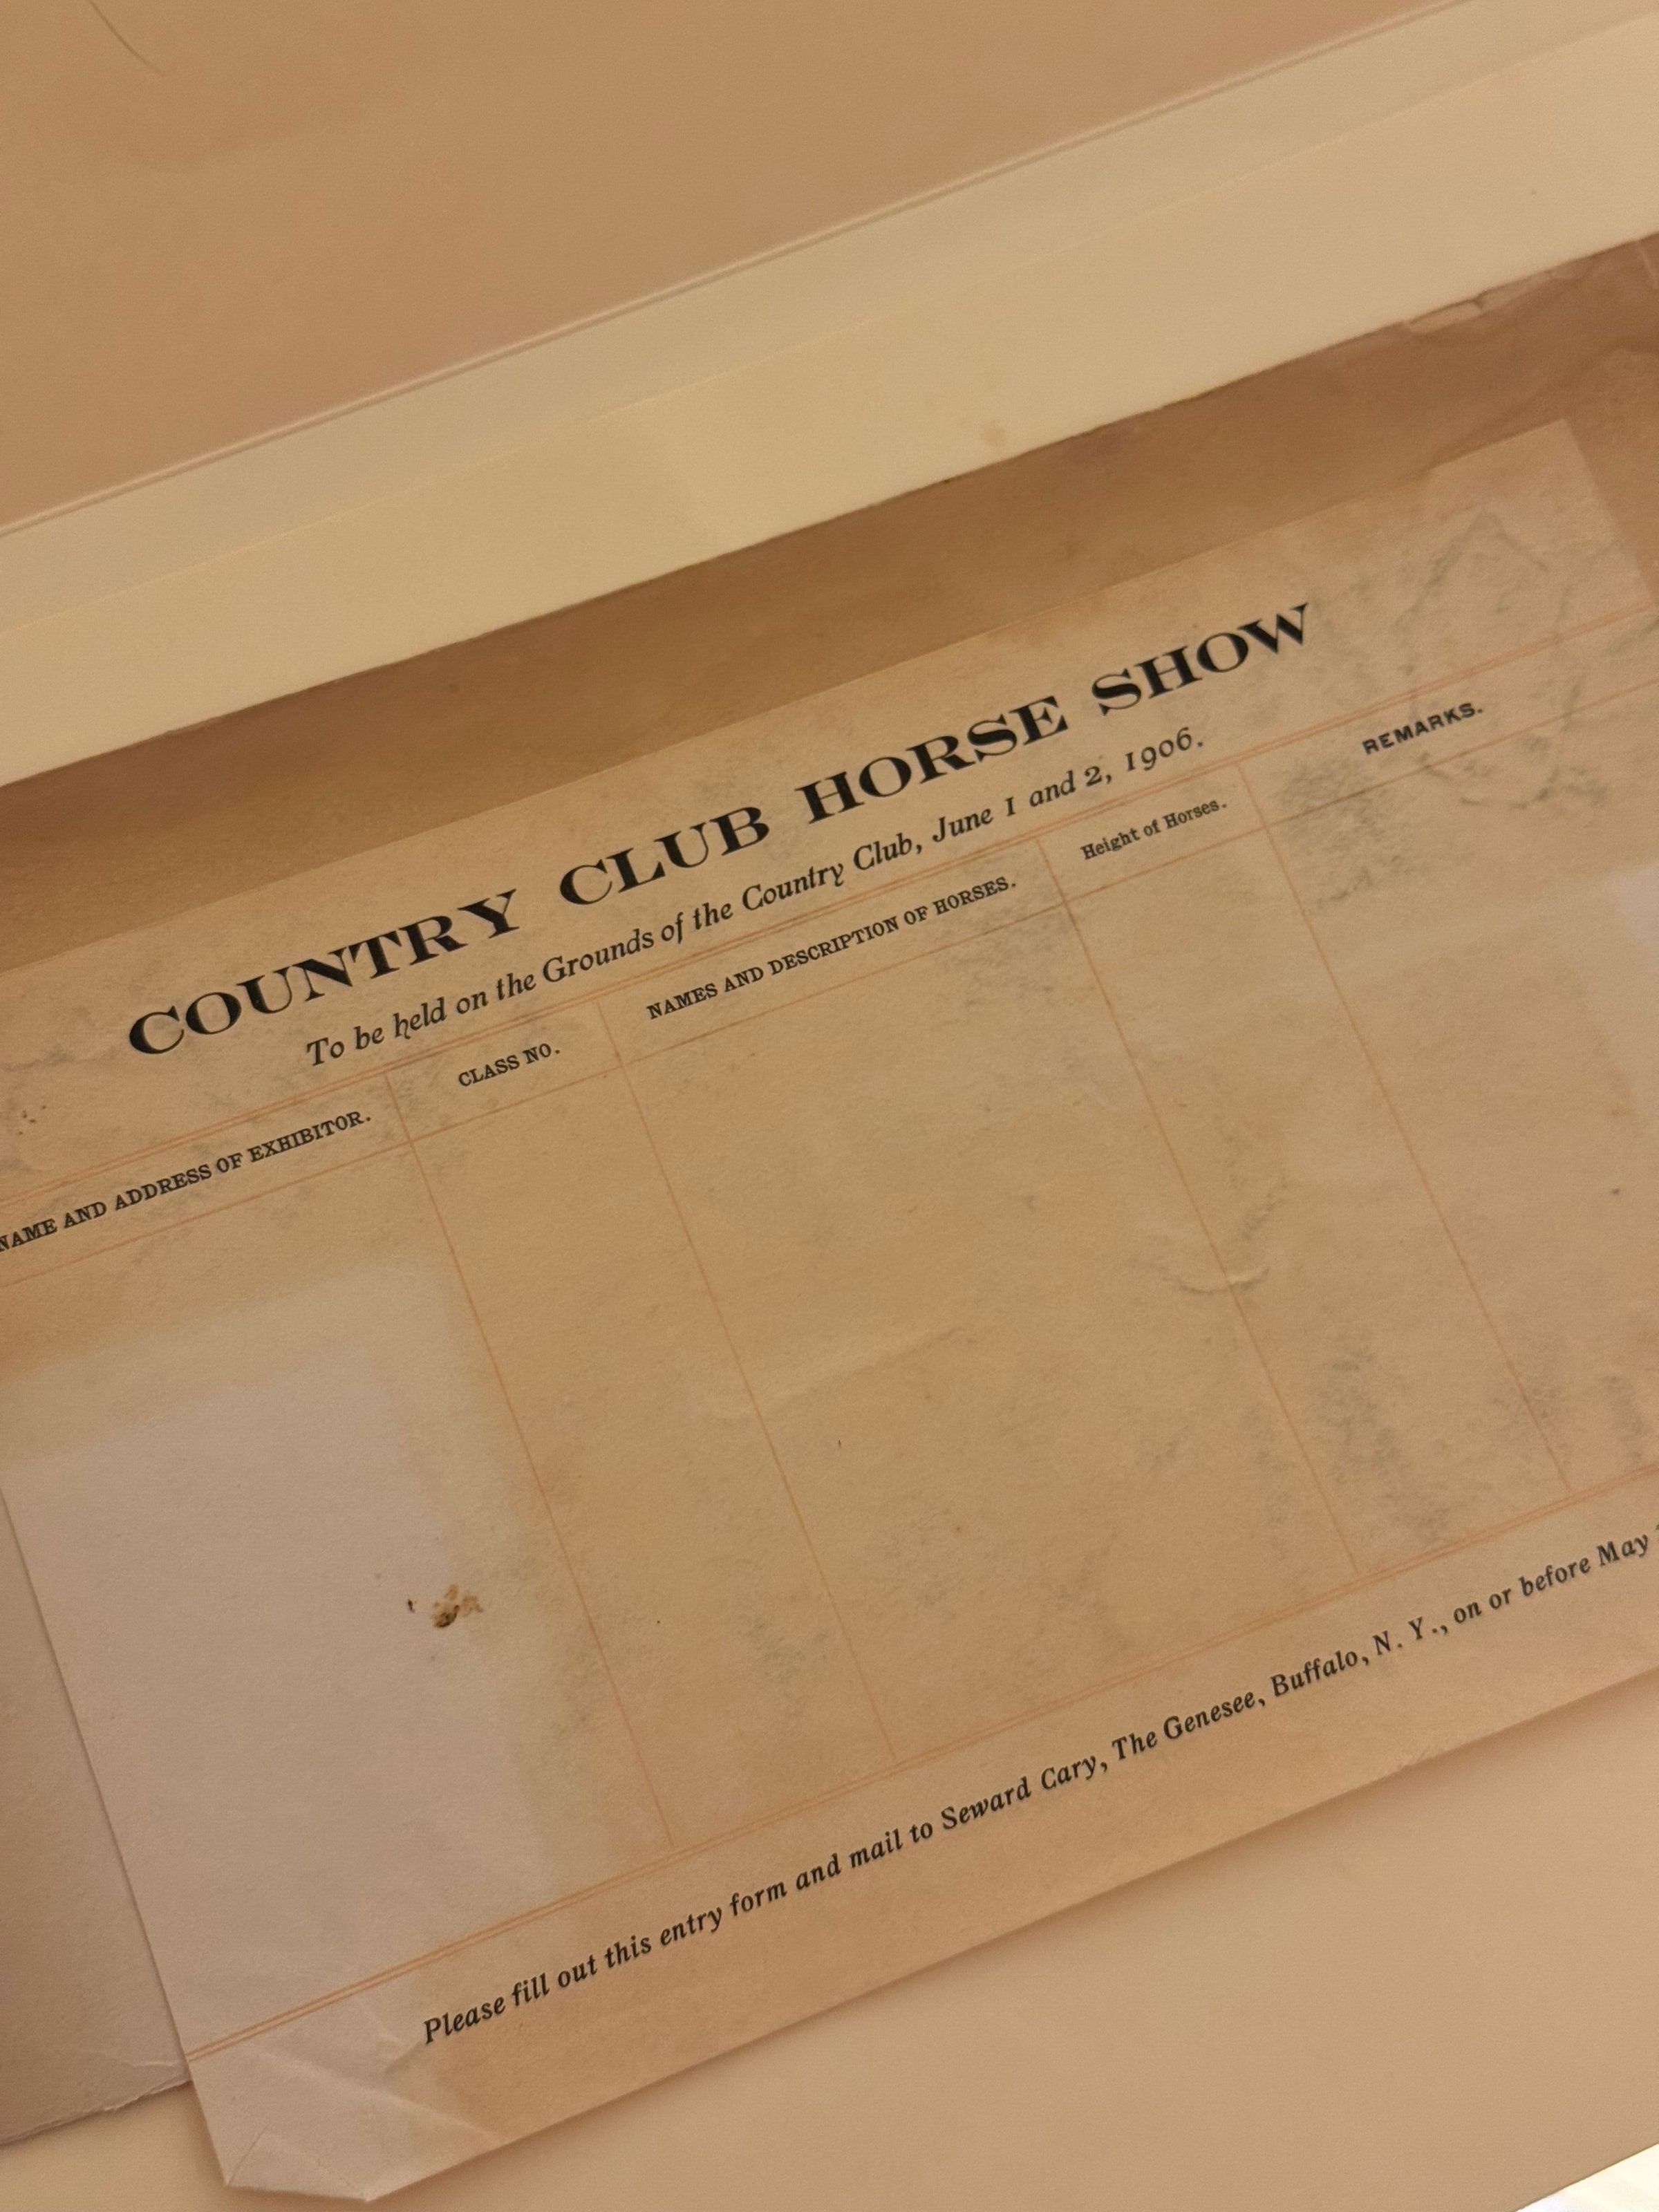 COUNTRY CLUB HORSE SHOW
To be held on the Grounds of the Country Club, June 1 and 2, 1906.
NAME AND ADDRESS OF EXHIBITOR.
CLASS NO.
NAMES AND DESCRIPTION OF HORSES.
Height of Horses.
REMARKS.
Please fill out this entry form and mail to Seward Cary, The Genesee, Buffalo, N. Y., on or before May